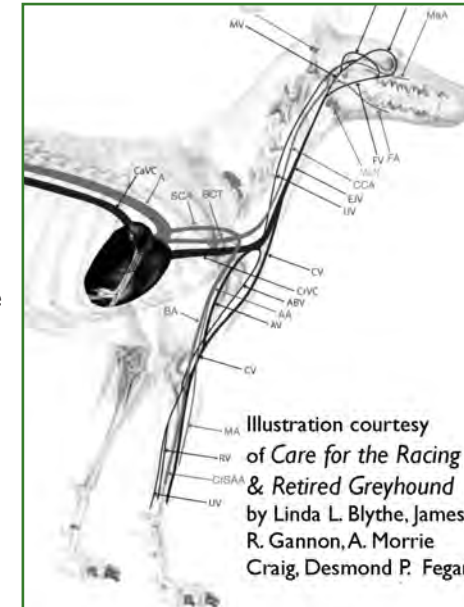 MaA
MV
FV
FA
CCA
EJV
IJV
CaVC
A
SCA
BCT
CV
CrVC
ABV
AA
AV
BA
CV
MA
RV
UV
Illustration courtesy
of Care for the Racing
& Retired Greyhound
by Linda L. Blythe, James
R. Gannon, A. Morrie
Craig, Desmond P. Fegan